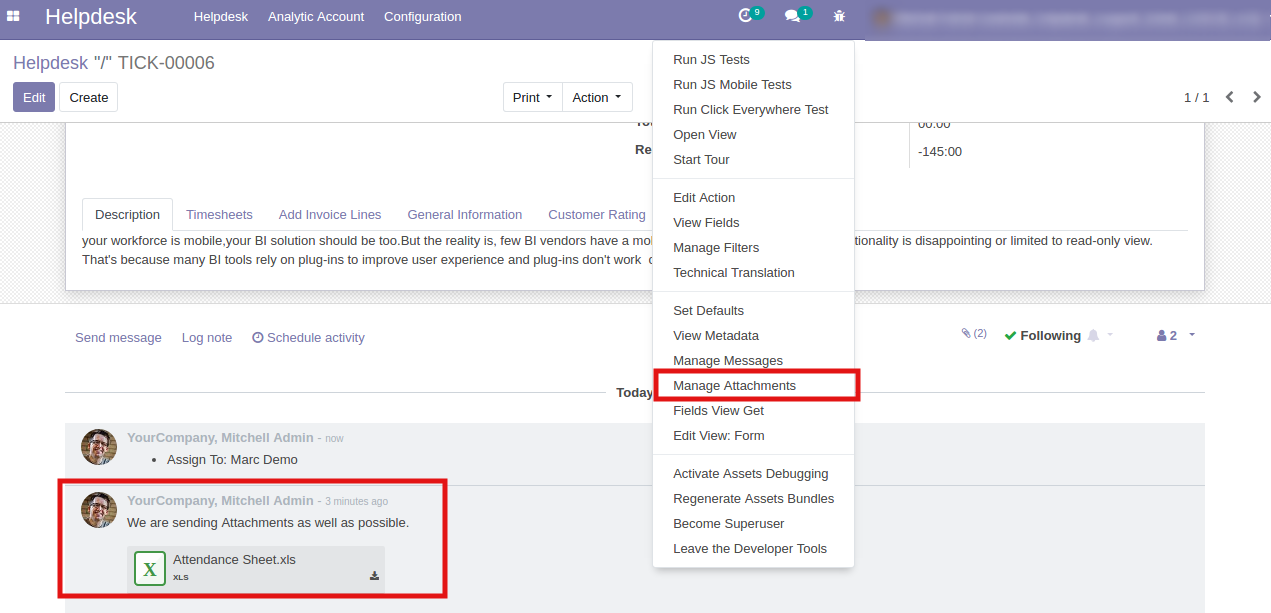 Helpdesk Helpdesk Analytic Account Configuration 9 1
Helpdesk "/" TICK-00006
Edit Create Print Action 1 / 1
00:00
Re -145:00
Description Timesheets Add Invoice Lines General Information Customer Rating
your workforce is mobile,your BI solution should be too.But the reality is, few BI vendors have a mo tionality is disappointing or limited to read-only view.
That's because many BI tools rely on plug-ins to improve user experience and plug-ins don't work
Run JS Tests
Run JS Mobile Tests
Run Click Everywhere Test
Open View
Start Tour
Edit Action
View Fields
Manage Filters
Technical Translation
Set Defaults
View Metadata
Manage Messages
Manage Attachments
Fields View Get
Edit View: Form
Activate Assets Debugging
Regenerate Assets Bundles
Become Superuser
Leave the Developer Tools
Send message Log note Schedule activity (2) Following 2
Today
YourCompany, Mitchell Admin - now
• Assign To: Marc Demo
YourCompany, Mitchell Admin - 3 minutes ago
We are sending Attachments as well as possible.
X Attendance Sheet.xls
XLS